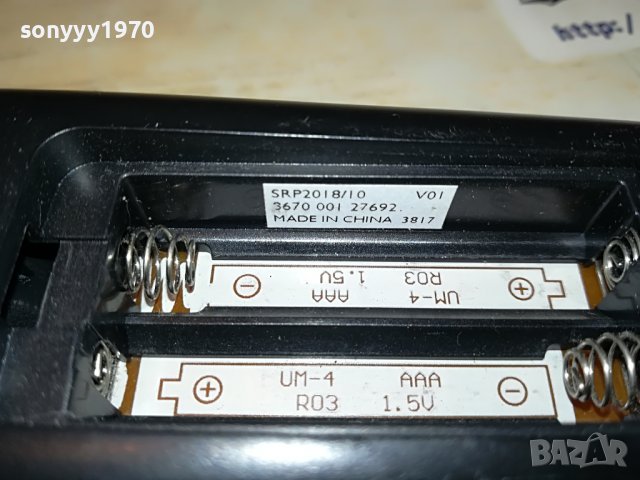 sonyyy1970
http:/
SRP2018/10 V01
3670 001 27692.
MADE IN CHINA 3817
UM-4 AAA
R03 1.5V
UM-4 AAA
R03 1.5V
BAZAR